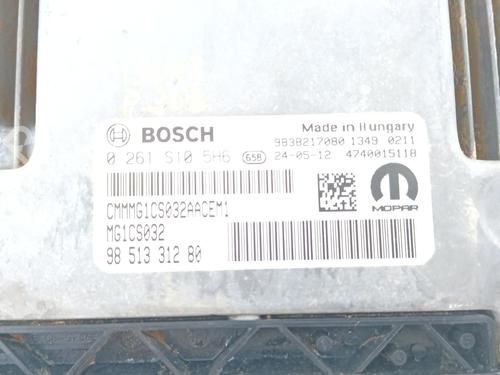 BOSCH
Made in Hungary
9838217080 1349 0211
0 261 S10 5H6 658 24-05-12 4740015118
CMMMG1CS032AACEM1
MG1CS032
98 513 312 80
MOPAR